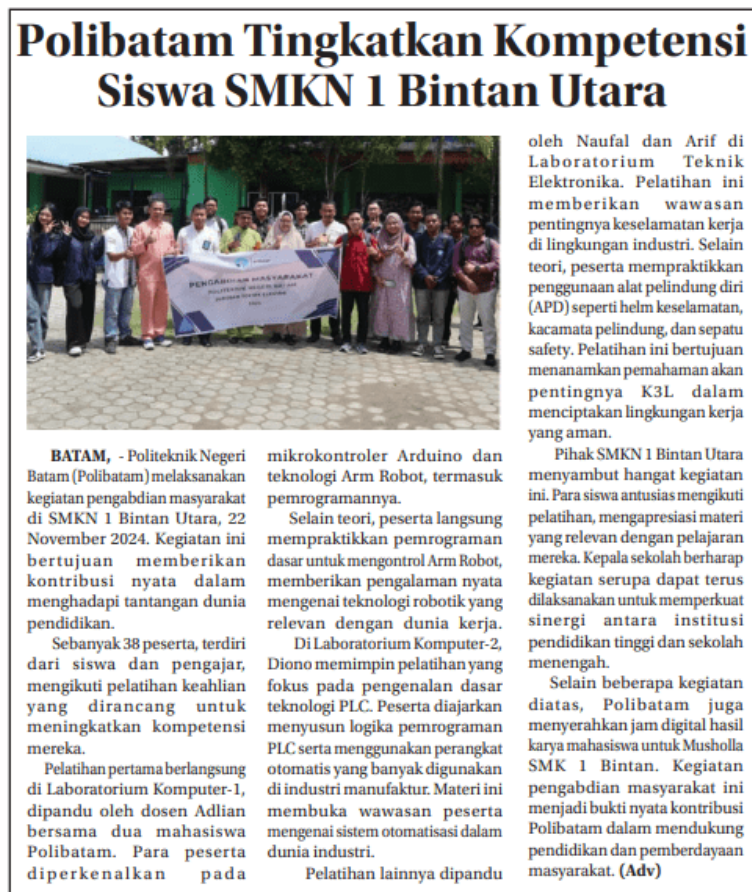 Polibatam Tingkatkan Kompetensi
Siswa SMKN 1 Bintan Utara
PENGABDIAN MASYARAKAT
POLITEKNIK NEGERI BATAM
BATAM, - Politeknik Negeri
Batam (Polibatam) melaksanakan
kegiatan pengabdian masyarakat
di SMKN 1 Bintan Utara, 22
November 2024. Kegiatan ini
bertujuan memberikan
kontribusi nyata dalam
menghadapi tantangan dunia
pendidikan.
Sebanyak 38 peserta, terdiri
dari siswa dan pengajar,
mengikuti pelatihan keahlian
yang dirancang untuk
meningkatkan kompetensi
mereka.
Pelatihan pertama berlangsung
di Laboratorium Komputer-1,
dipandu oleh dosen Adlian
bersama dua mahasiswa
Polibatam. Para peserta
diperkenalkan pada
mikrokontroler Arduino dan
teknologi Arm Robot, termasuk
pemrogramannya.
Selain teori, peserta langsung
mempraktikkan pemrograman
dasar untuk mengontrol Arm Robot,
memberikan pengalaman nyata
mengenai teknologi robotik yang
relevan dengan dunia kerja.
Di Laboratorium Komputer-2,
Diono memimpin pelatihan yang
fokus pada pengenalan dasar
teknologi PLC. Peserta diajarkan
menyusun logika pemrograman
PLC serta menggunakan perangkat
otomatis yang banyak digunakan
di industri manufaktur. Materi ini
membuka wawasan peserta
mengenai sistem otomatisasi dalam
dunia industri.
Pelatihan lainnya dipandu
oleh Naufal dan Arif di
Laboratorium Teknik
Elektronika. Pelatihan ini
memberikan wawasan
pentingnya keselamatan kerja
di lingkungan industri. Selain
teori, peserta mempraktikkan
penggunaan alat pelindung diri
(APD) seperti helm keselamatan,
kacamata pelindung, dan sepatu
safety. Pelatihan ini bertujuan
menanamkan pemahaman akan
pentingnya K3L dalam
menciptakan lingkungan kerja
yang aman.
Pihak SMKN 1 Bintan Utara
menyambut hangat kegiatan
ini. Para siswa antusias mengikuti
pelatihan, mengapresiasi materi
yang relevan dengan pelajaran
mereka. Kepala sekolah berharap
kegiatan serupa dapat terus
dilaksanakan untuk memperkuat
sinergi antara institusi
pendidikan tinggi dan sekolah
menengah.
Selain beberapa kegiatan
diatas, Polibatam juga
menyerahkan jam digital hasil
karya mahasiswa untuk Musholla
SMK 1 Bintan. Kegiatan
pengabdian masyarakat ini
menjadi bukti nyata kontribusi
Polibatam dalam mendukung
pendidikan dan pemberdayaan
masyarakat. (Adv)